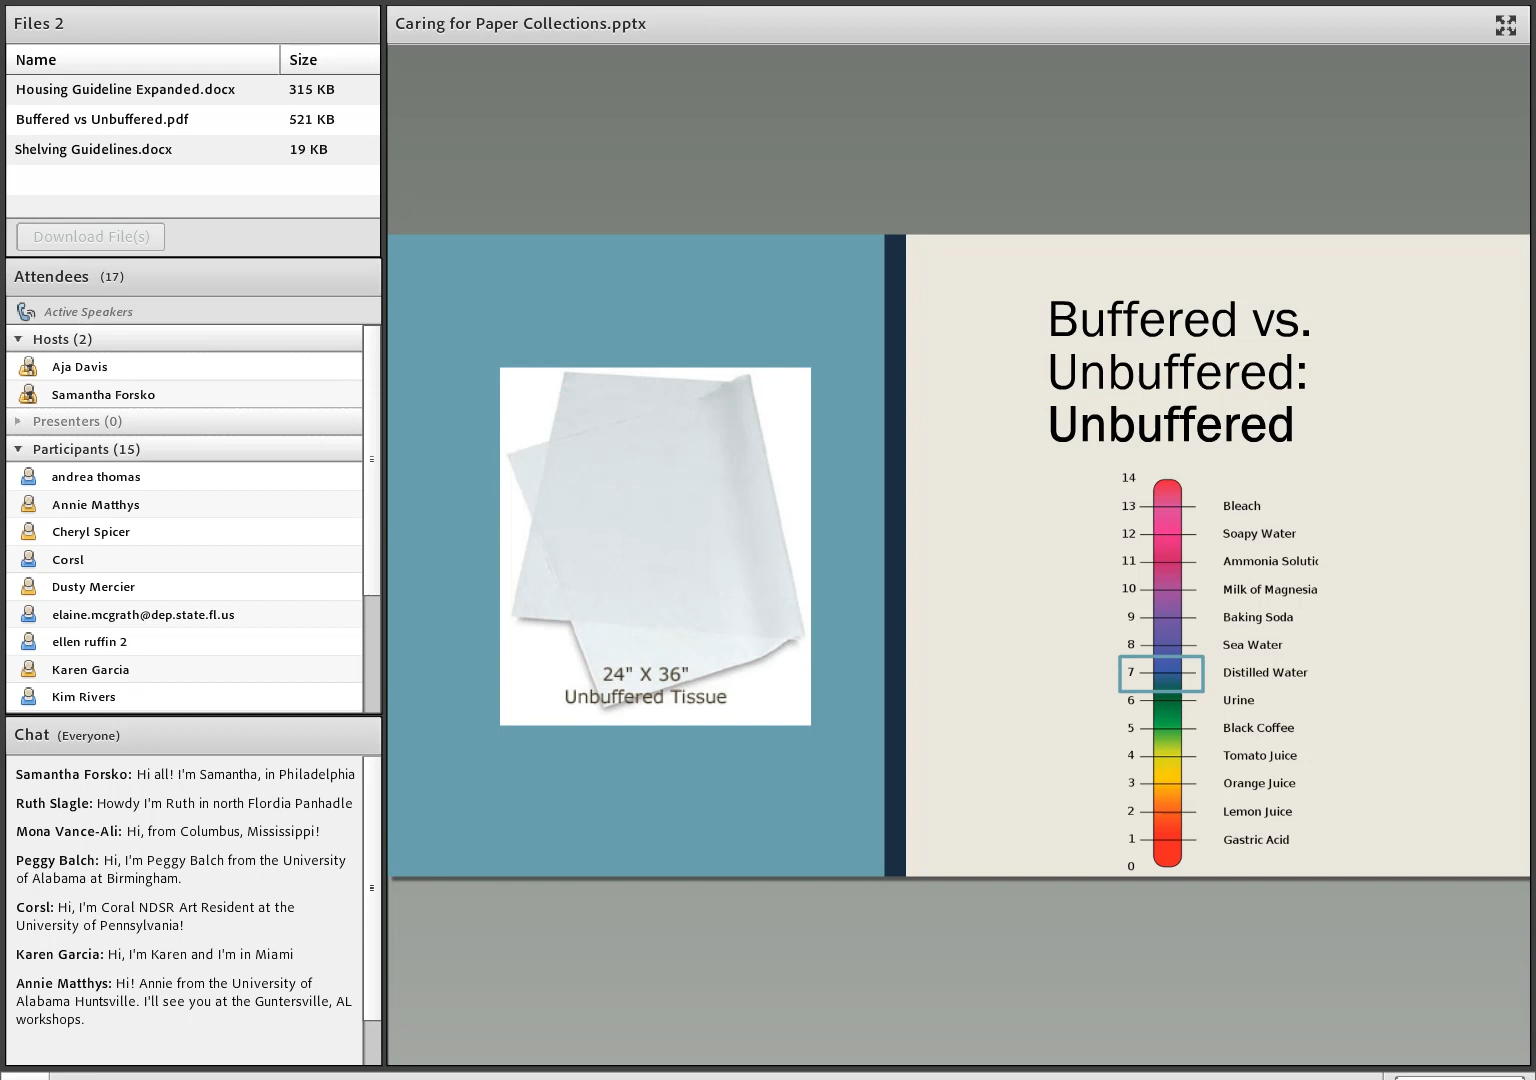 Files 2
Name Size
Housing Guideline Expanded.docx 315 KB
Buffered vs Unbuffered.pdf 521 KB
Shelving Guidelines.docx 19 KB
Download File(s)
Attendees (17)
Active Speakers
Hosts (2)
Aja Davis
Samantha Forsko
Presenters (0)
Participants (15)
andrea thomas
Annie Matthys
Cheryl Spicer
Corsl
Dusty Mercier
elaine.mcgrath@dep.state.fl.us
ellen ruffin 2
Karen Garcia
Kim Rivers
Chat (Everyone)
Samantha Forsko: Hi all! I'm Samantha, in Philadelphia
Ruth Slagle: Howdy I'm Ruth in north Flordia Panhadle
Mona Vance-Ali: Hi, from Columbus, Mississippi!
Peggy Balch: Hi, I'm Peggy Balch from the University
of Alabama at Birmingham.
Corsl: Hi, I'm Coral NDSR Art Resident at the
University of Pennsylvania!
Karen Garcia: Hi, I'm Karen and I'm in Miami
Annie Matthys: Hi! Annie from the University of
Alabama Huntsville. I'll see you at the Guntersville, AL
workshops.
Caring for Paper Collections.pptx
24" X 36"
Unbuffered Tissue
Buffered vs.
Unbuffered:
Unbuffered
14
13 Bleach
12 Soapy Water
11 Ammonia Solutic
10 Milk of Magnesia
9 Baking Soda
8 Sea Water
7 Distilled Water
6 Urine
5 Black Coffee
4 Tomato Juice
3 Orange Juice
2 Lemon Juice
1 Gastric Acid
0